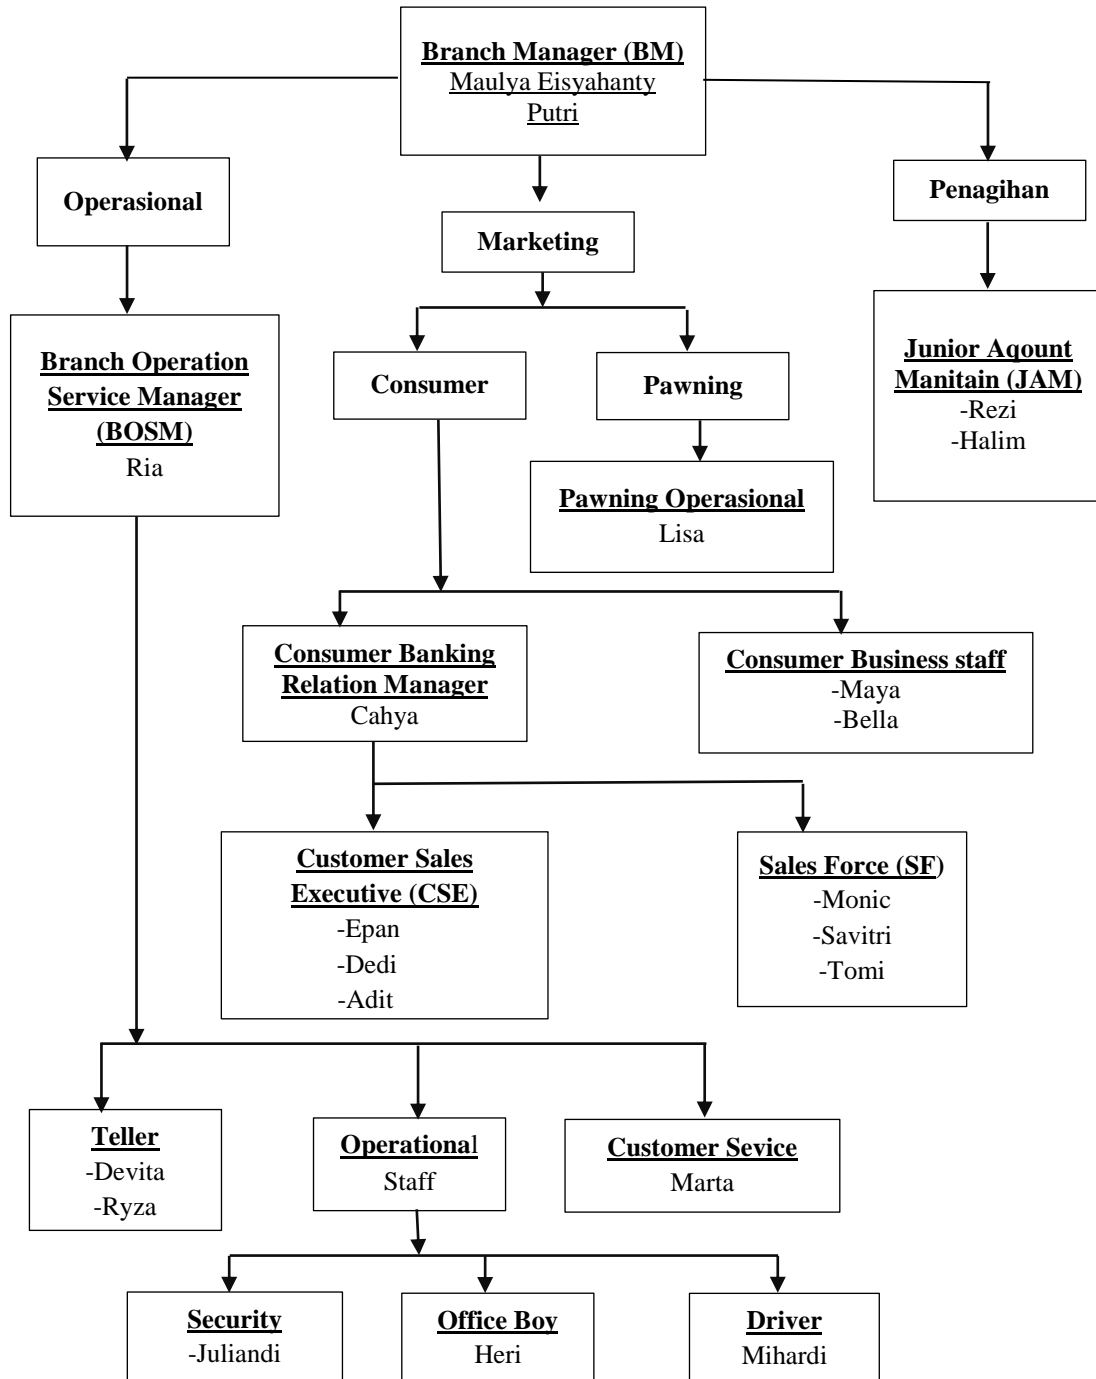 Branch Manager (BM)
Maulya Eisyahanty
Putri
Operasional
Marketing
Penagihan
Branch Operation
Service Manager
(BOSM)
Ria
Consumer
Pawning
Junior Aqount
Manitain (JAM)
-Rezi
-Halim
Pawning Operasional
Lisa
Consumer Banking
Relation Manager
Cahya
Consumer Business staff
-Maya
-Bella
Customer Sales
Executive (CSE)
-Epan
-Dedi
-Adit
Sales Force (SF)
-Monic
-Savitri
-Tomi
Teller
-Devita
-Ryza
Operational
Staff
Customer Sevice
Marta
Security
-Juliandi
Office Boy
Heri
Driver
Mihardi